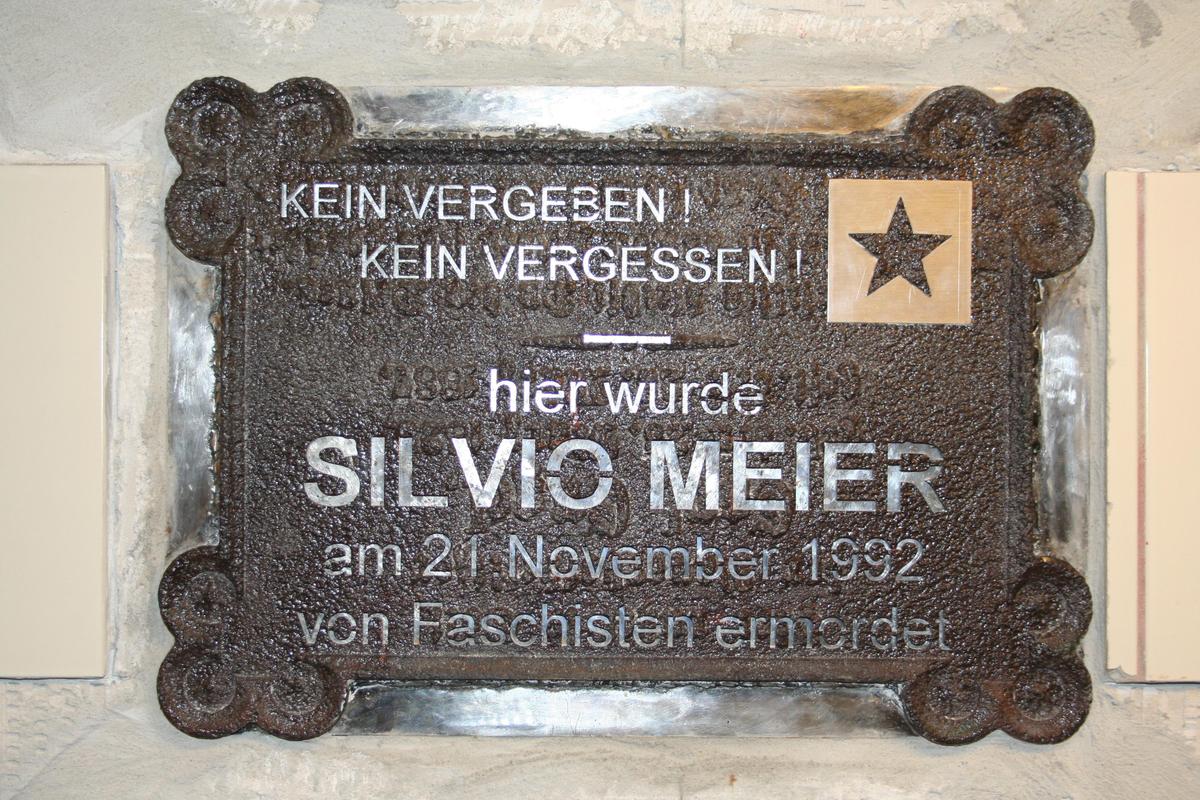 KEIN VERGEBEN !
KEIN VERGESSEN !
hier wurde
SILVIO MEIER
am 21 November 1992
von Faschisten ermordet